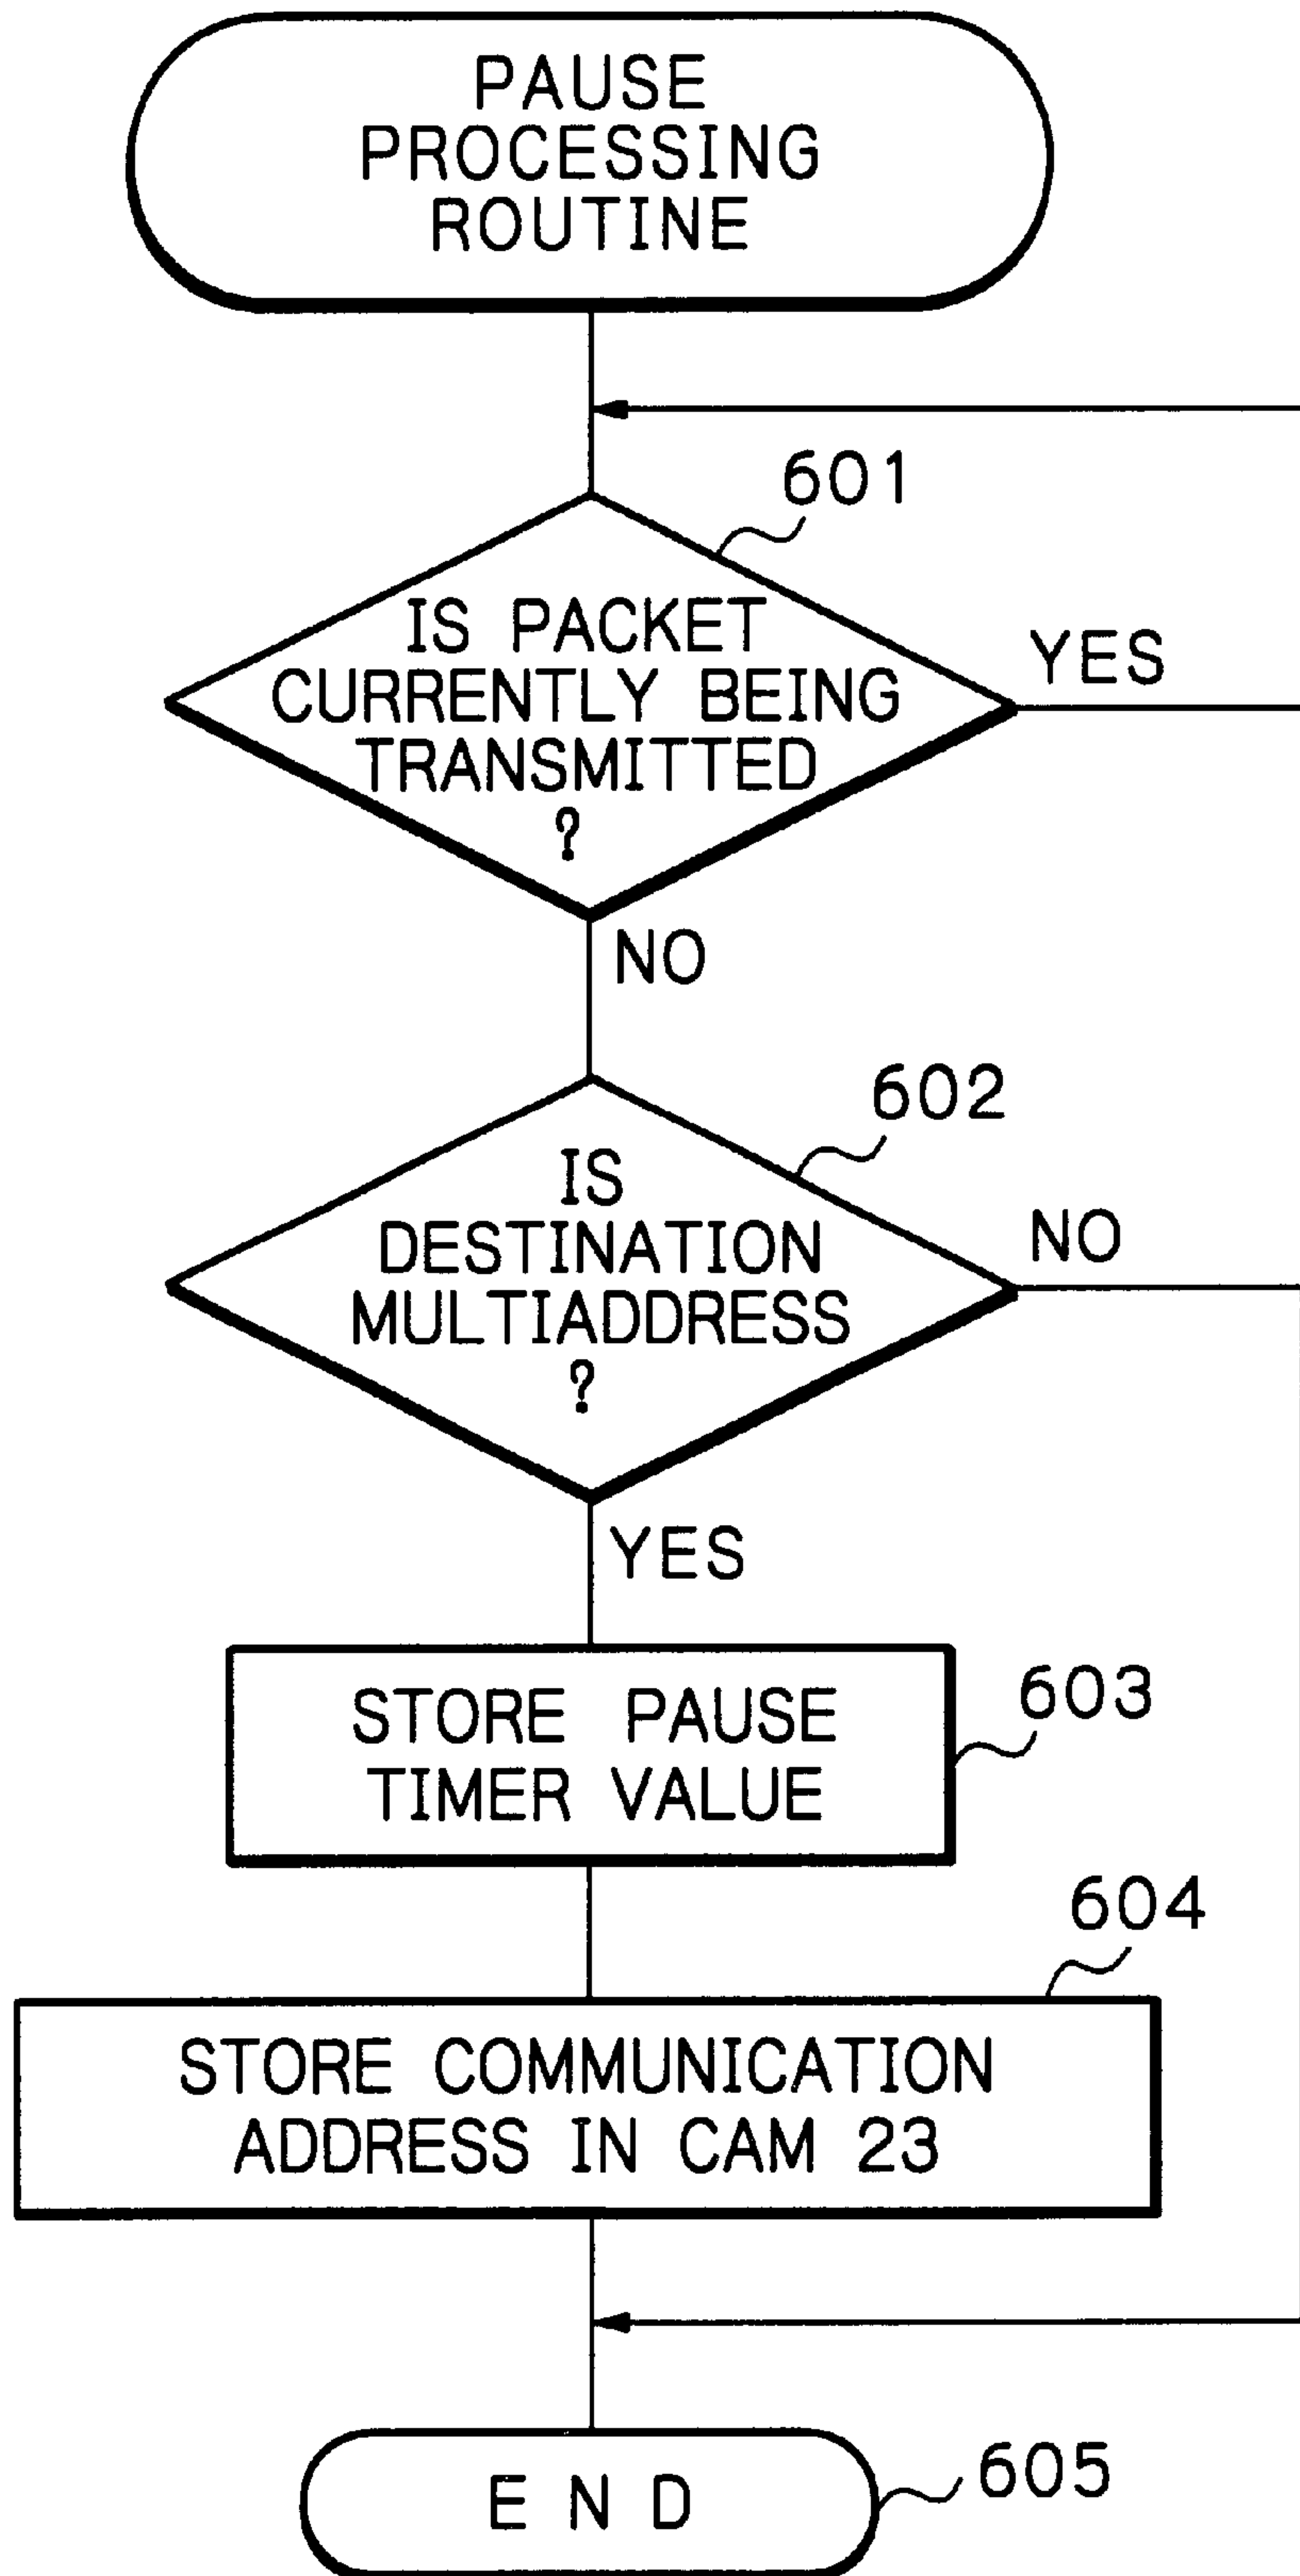 PAUSE
PROCESSING
ROUTINE
601
IS PACKET
CURRENTLY BEING
TRANSMITTED
?
YES
NO
602
IS
DESTINATION
MULTIADDRESS
?
NO
YES
STORE PAUSE
TIMER VALUE
603
604
STORE COMMUNICATION
ADDRESS IN CAM 23
END
605